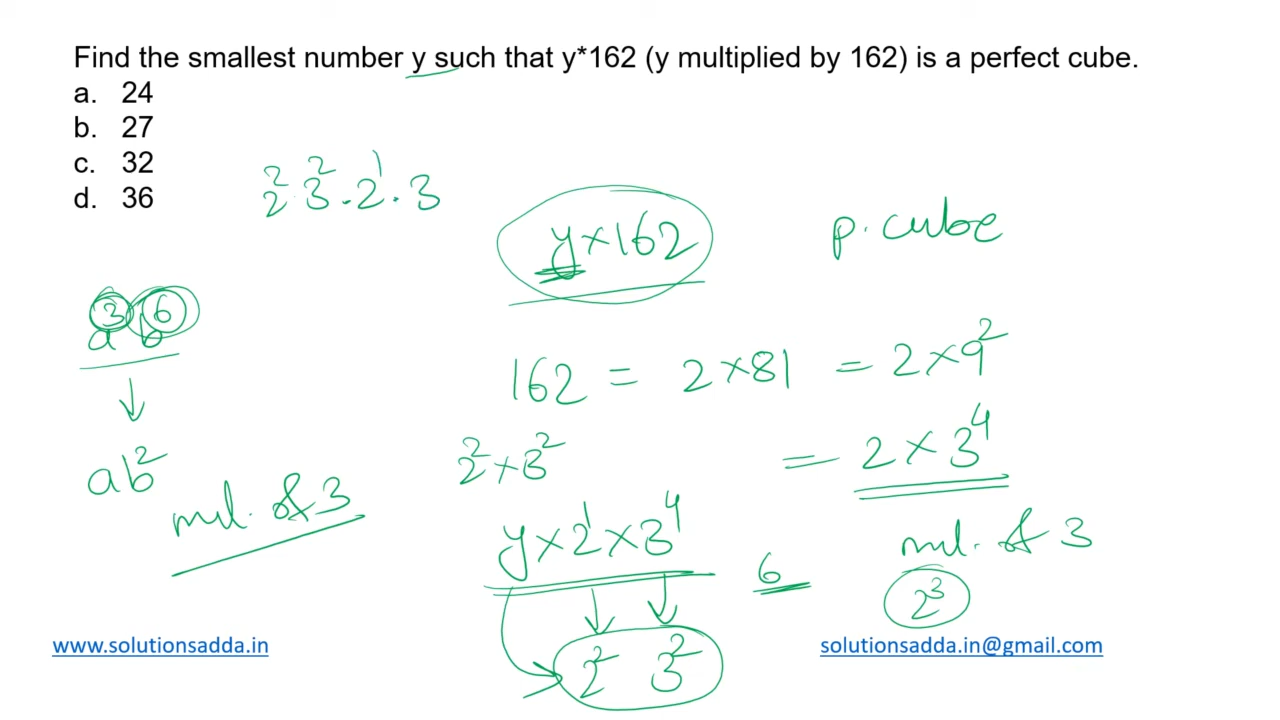 Find the smallest number y such that y*162 (y multiplied by 162) is a perfect cube.
a. 24
b. 27
c. 32
d. 36
2² 3² . 2¹ . 3
y×162
p. cube
3 6
a b
162 = 2×81 = 2×9²
= 2×3⁴
ab²
mul. of 3
2²×3²
y×2¹×3⁴
6
mul. of 3
2³
2² 3²
www.solutionsadda.in
solutionsadda.in@gmail.com